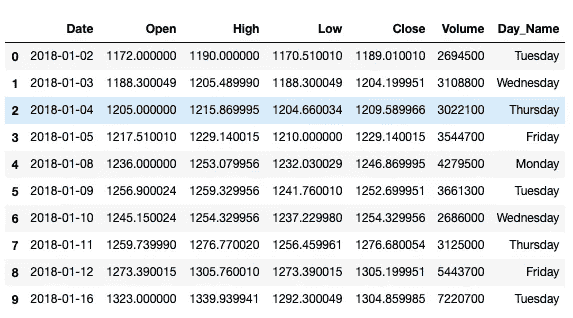 Date Open High Low Close Volume Day_Name
0 2018-01-02 1172.000000 1190.000000 1170.510010 1189.010010 2694500 Tuesday
1 2018-01-03 1188.300049 1205.489990 1188.300049 1204.199951 3108800 Wednesday
2 2018-01-04 1205.000000 1215.869995 1204.660034 1209.589966 3022100 Thursday
3 2018-01-05 1217.510010 1229.140015 1210.000000 1229.140015 3544700 Friday
4 2018-01-08 1236.000000 1253.079956 1232.030029 1246.869995 4279500 Monday
5 2018-01-09 1256.900024 1259.329956 1241.760010 1252.699951 3661300 Tuesday
6 2018-01-10 1245.150024 1254.329956 1237.229980 1254.329956 2686000 Wednesday
7 2018-01-11 1259.739990 1276.770020 1256.459961 1276.680054 3125000 Thursday
8 2018-01-12 1273.390015 1305.760010 1273.390015 1305.199951 5443700 Friday
9 2018-01-16 1323.000000 1339.939941 1292.300049 1304.859985 7220700 Tuesday